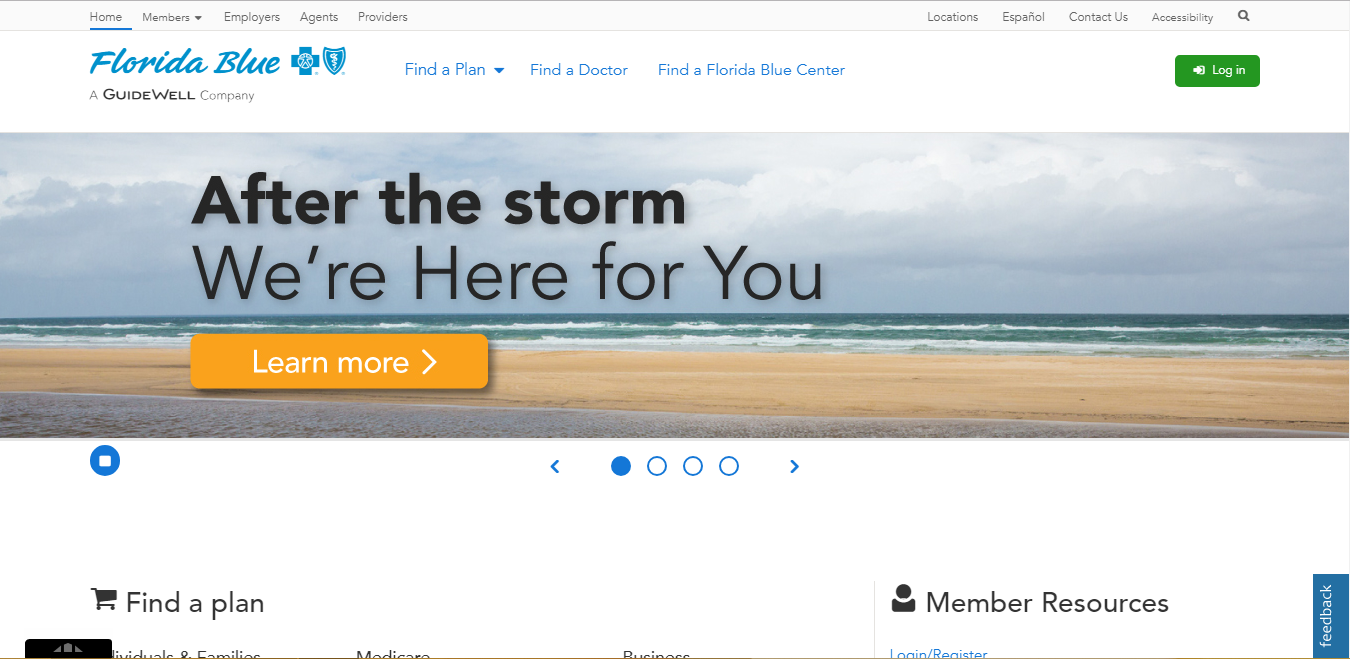 Home Members Employers Agents Providers Locations Español Contact Us Accessibility
Florida Blue
A GUIDEWELL Company
Find a Plan Find a Doctor Find a Florida Blue Center
Log in
After the storm
We're Here for You
Learn more
Find a plan
Member Resources
feedback
Families
Medicare
Business
Login/Register